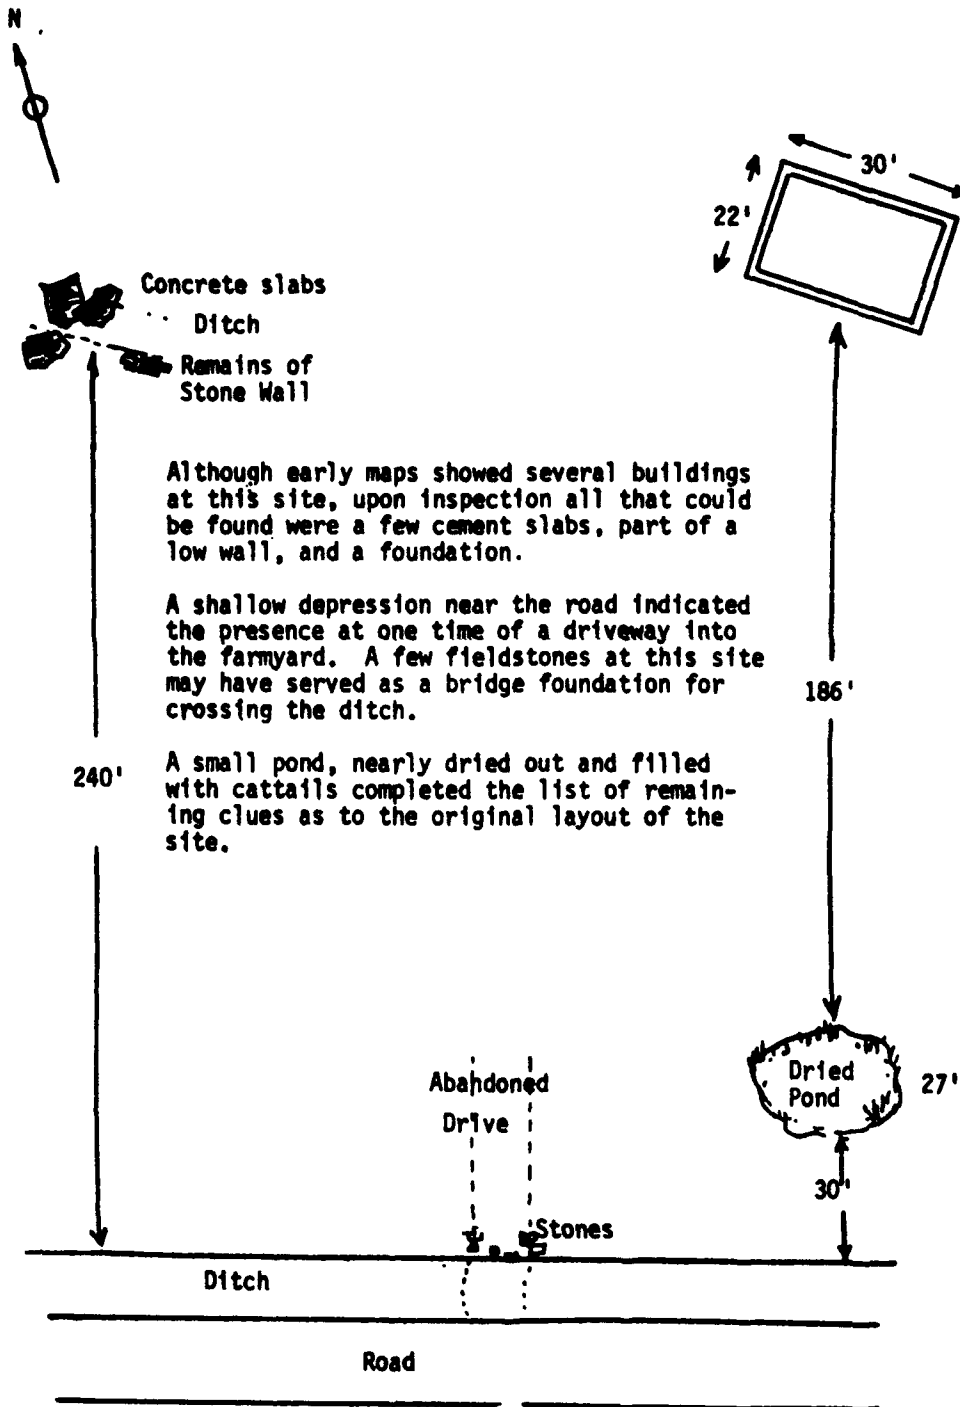 N
30'
22'
Concrete slabs
Ditch
Remains of
Stone Wall
Although early maps showed several buildings
at this site, upon inspection all that could
be found were a few cement slabs, part of a
low wall, and a foundation.
A shallow depression near the road indicated
the presence at one time of a driveway into
the farmyard. A few fieldstones at this site
may have served as a bridge foundation for
crossing the ditch.
186'
240'
A small pond, nearly dried out and filled
with cattails completed the list of remain-
ing clues as to the original layout of the
site.
Abandoned
Drive
Dried
Pond
27'
30'
Stones
Ditch
Road